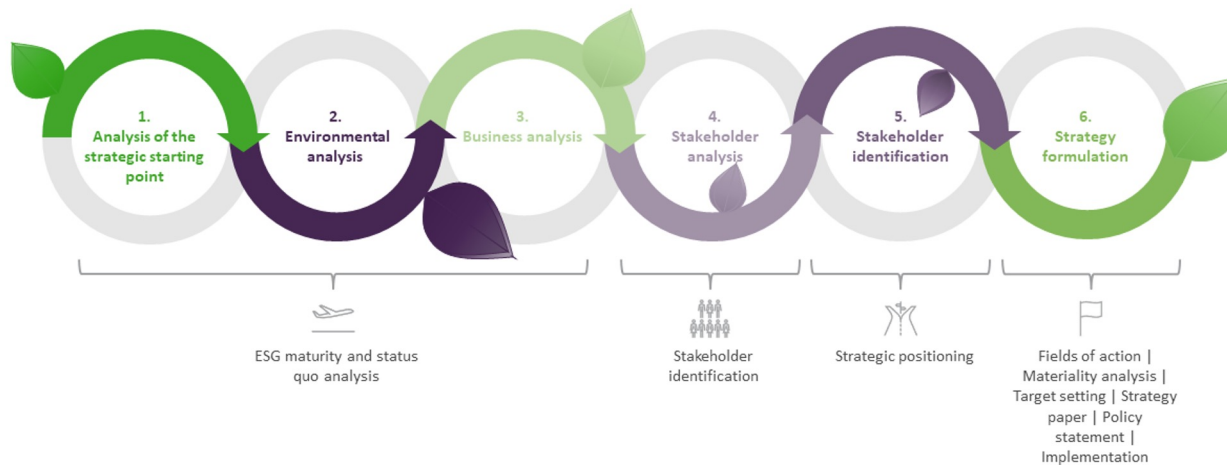 1.
Analysis of the
strategic starting
point
2.
Environmental
analysis
3.
Business analysis
4.
Stakeholder
analysis
5.
Stakeholder
identification
6.
Strategy
formulation
ESG maturity and status
quo analysis
Stakeholder
identification
Strategic positioning
Fields of action |
Materiality analysis |
Target setting | Strategy
paper | Policy
statement |
Implementation